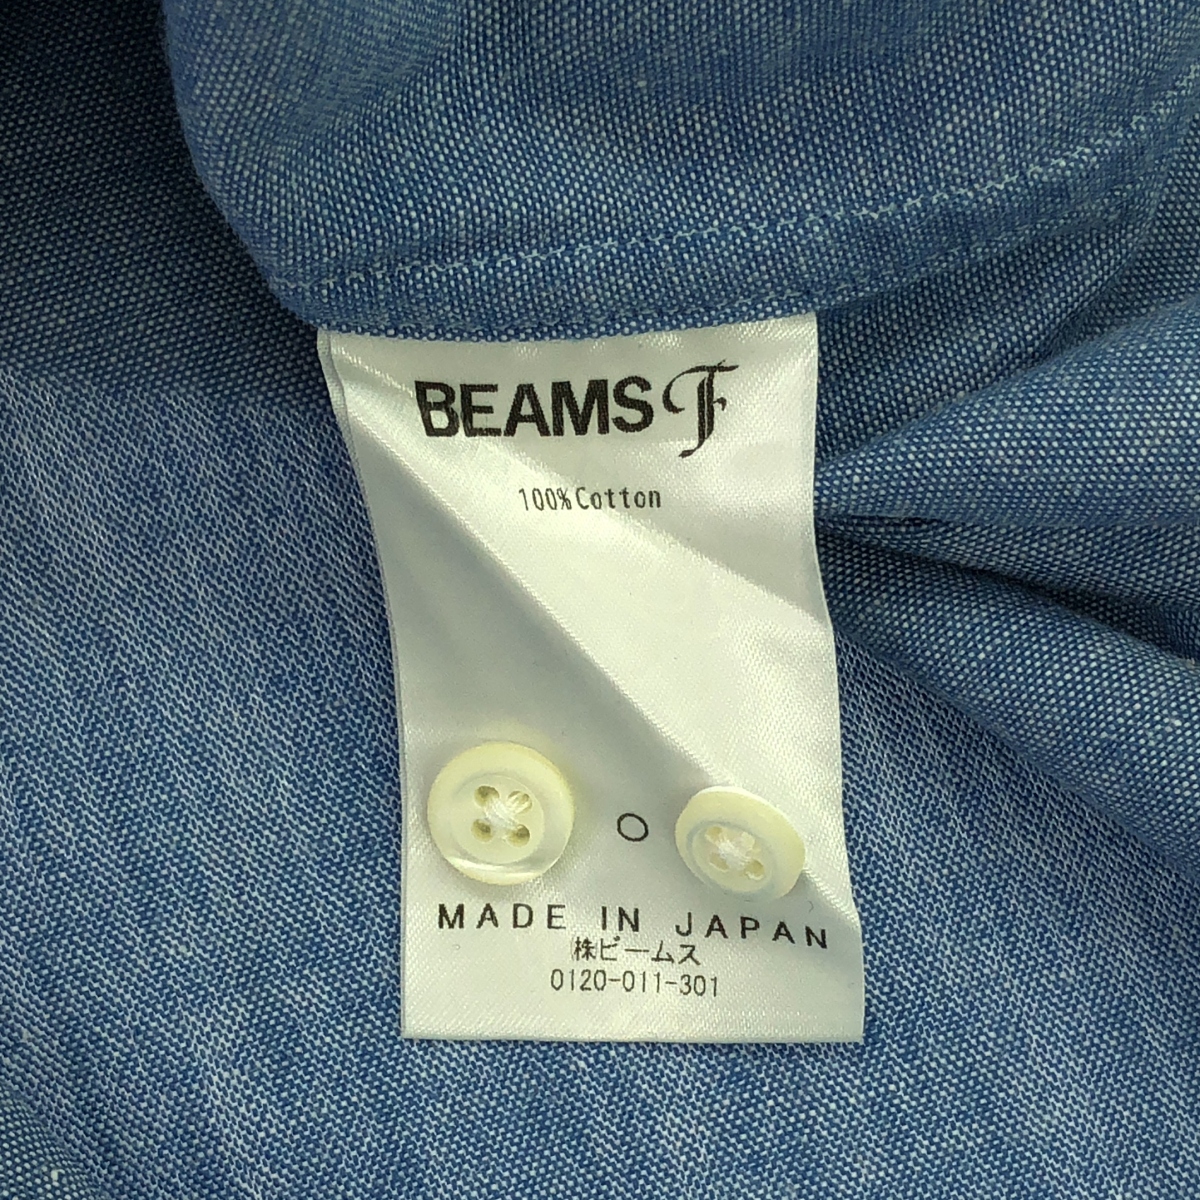 BEAMS F
100%Cotton
MADE IN JAPAN
㈱ビームス
0120-011-301